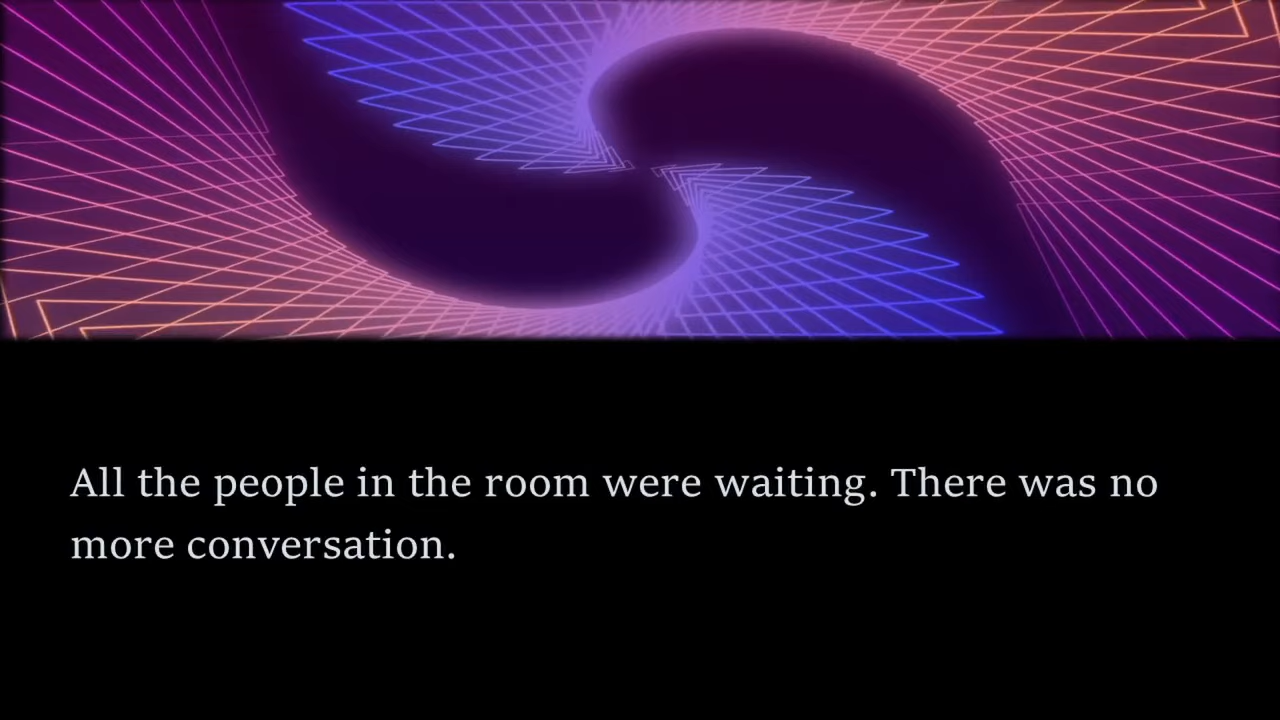 All the people in the room were waiting. There was no
more conversation.